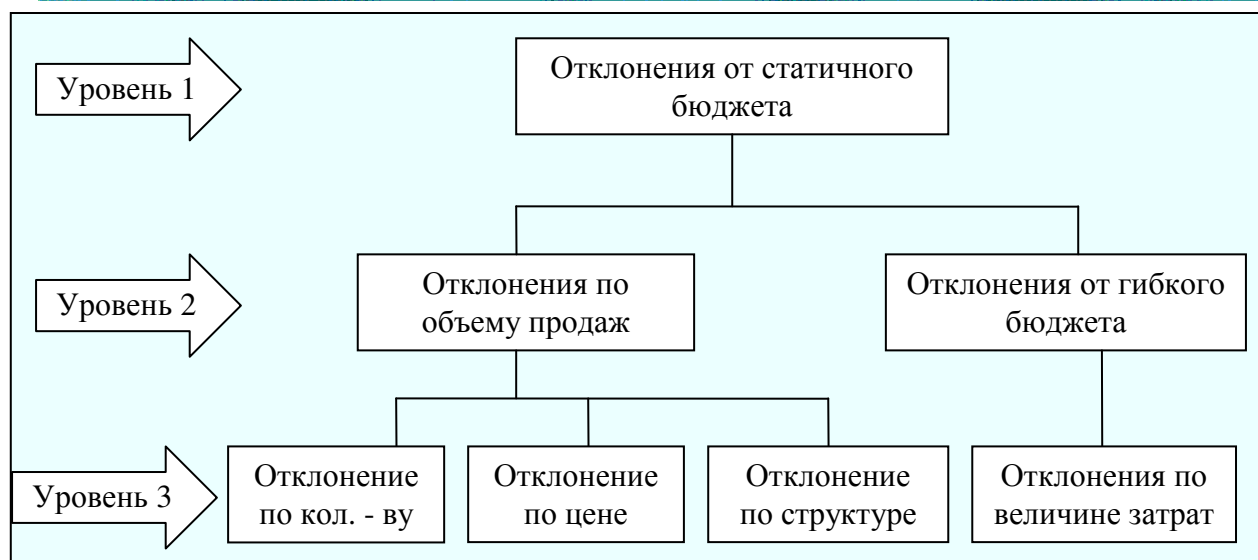 Уровень 1
Отклонения от статичного
бюджета
Уровень 2
Отклонения по
объему продаж
Отклонения от гибкого
бюджета
Уровень 3
Отклонение
по кол. - ву
Отклонение
по цене
Отклонение
по структуре
Отклонения по
величине затрат